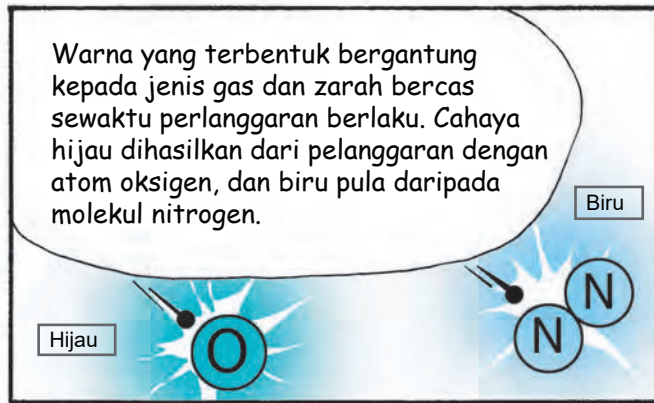 Warna yang terbentuk bergantung
kepada jenis gas dan zarah bercas
sewaktu perlanggaran berlaku. Cahaya
hijau dihasilkan dari pelanggaran dengan
atom oksigen, dan biru pula daripada
molekul nitrogen.
Biru
N
N
Hijau
O